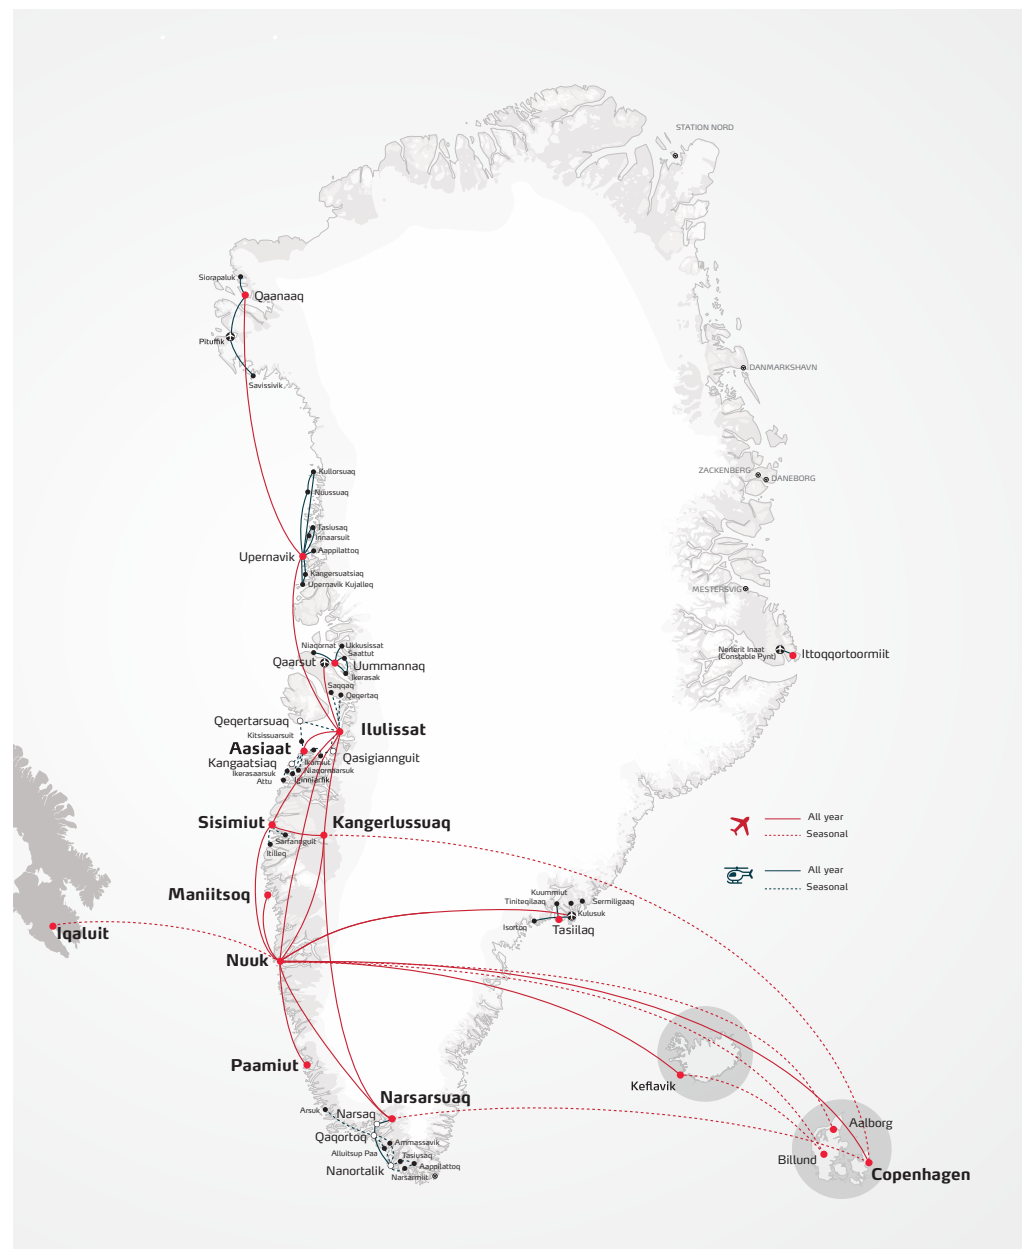 STATION NORD
Siorapaluk
Qaanaaq
Pituffik
Savissivik
DANMARKSHAVN
Kullorsuaq
ZACKENBERG
DANEBORG
Nuussuaq
Tasiusaq
Innaarsuit
Aappilattoq
Upernavik
Kangersuatsiaq
Upernavik Kujalleq
MESTERSVIG
Niaqornat
Ukkusissat
Saattut
Nerlerit Inaat
(Constable Pynt)
Ittoqqortoormiit
Qaarsut
Uummannaq
Ikerasak
Saqqaq
Qeqertaq
Qeqertarsuaq
Ilulissat
Kitsissuarsuit
Aasiaat
Qasigiannguit
Kangaatsiaq
Ikamiut
Ikerasaarsuk
Niaqornaarsuk
Attu
Iginniarfik
Sisimiut
Kangerlussuaq
All year
Seasonal
Sarfannguit
Itilleq
All year
Seasonal
Maniitsoq
Kuummiut
Tiniteqilaaq
Sermiligaaq
Kulusuk
Isortoq
Tasiilaq
Iqaluit
Nuuk
Paamiut
Keflavik
Narsarsuaq
Arsuk
Narsaq
Aalborg
Qaqortoq
Ammassavik
Alluitsup Paa
Tasiusaq
Billund
Aappilattoq
Nanortalik
Narsarmiit
Copenhagen